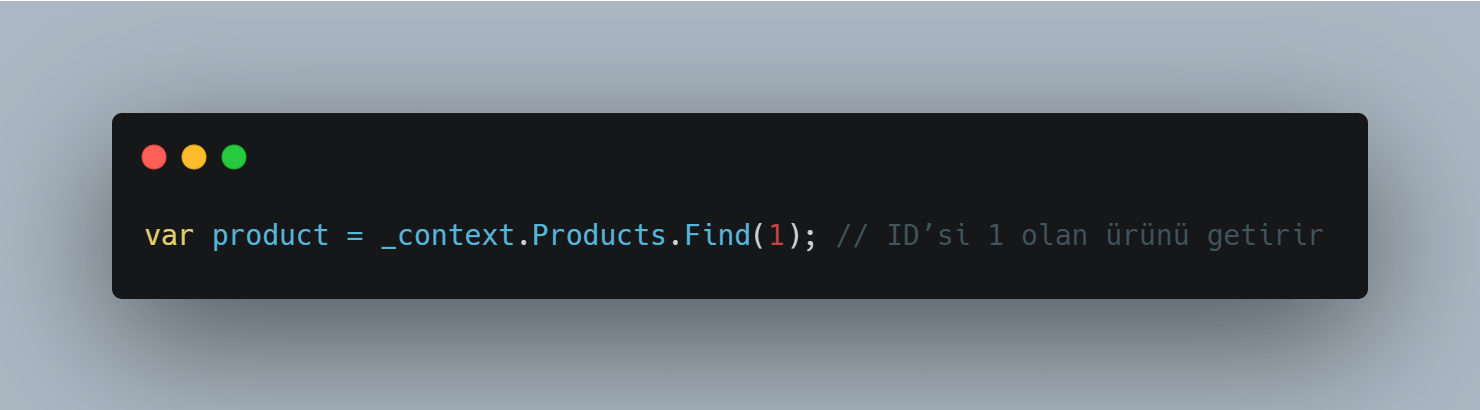 var product = _context.Products.Find(1); // ID’si 1 olan ürünü getirir